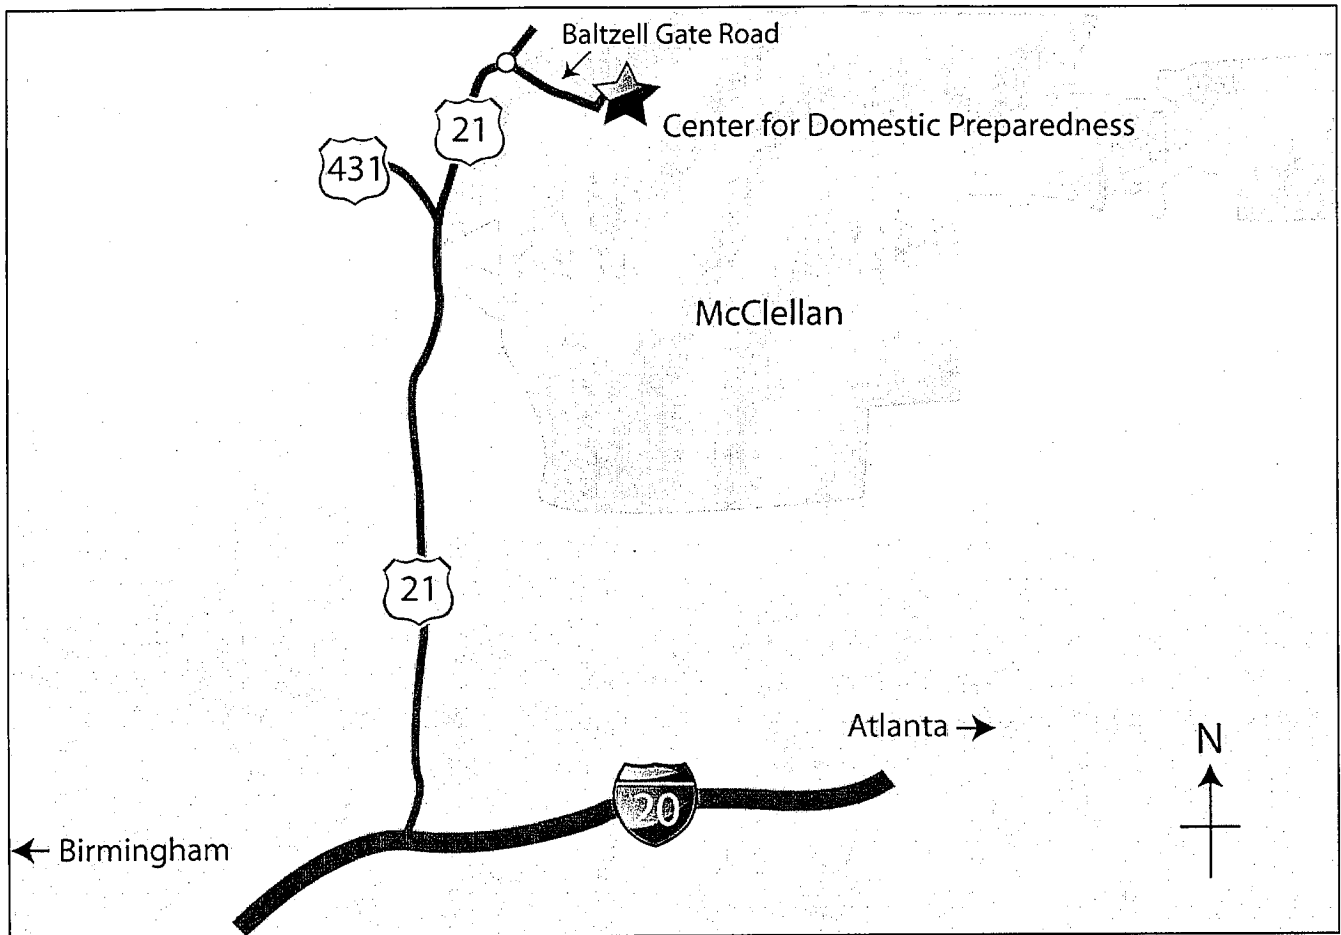 Baltzell Gate Road
21
Center for Domestic Preparedness
431
McClellan
21
Atlanta
N
20
Birmingham